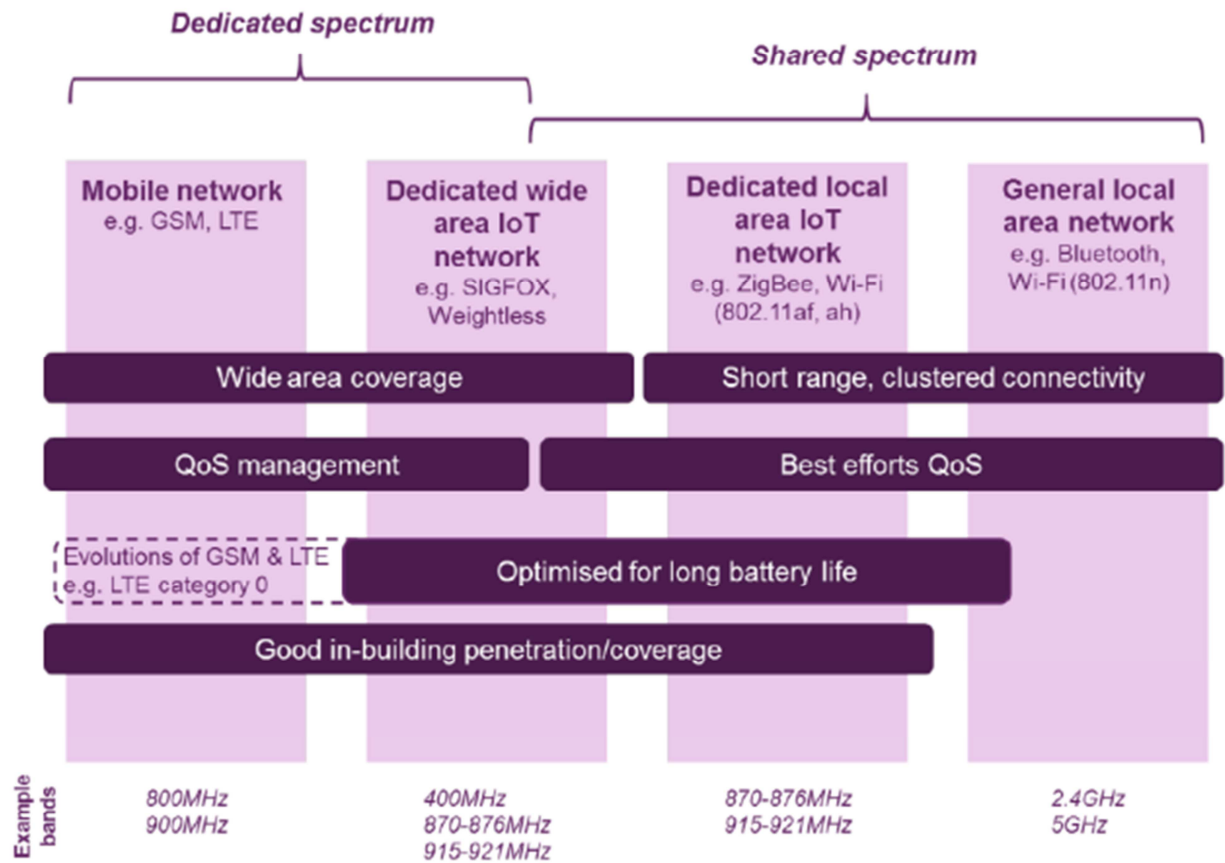 Dedicated spectrum
Shared spectrum
Mobile network
e.g. GSM, LTE
Dedicated wide
area IoT
network
e.g. SIGFOX,
Weightless
Dedicated local
area IoT
network
e.g. ZigBee, Wi-Fi
(802.11af, ah)
General local
area network
e.g. Bluetooth,
Wi-Fi (802.11n)
Wide area coverage
Short range, clustered connectivity
QoS management
Best efforts QoS
Evolutions of GSM & LTE
e.g. LTE category 0
Optimised for long battery life
Good in-building penetration/coverage
Example
bands
800MHz
900MHz
400MHz
870-876MHz
915-921MHz
870-876MHz
915-921MHz
2.4GHz
5GHz